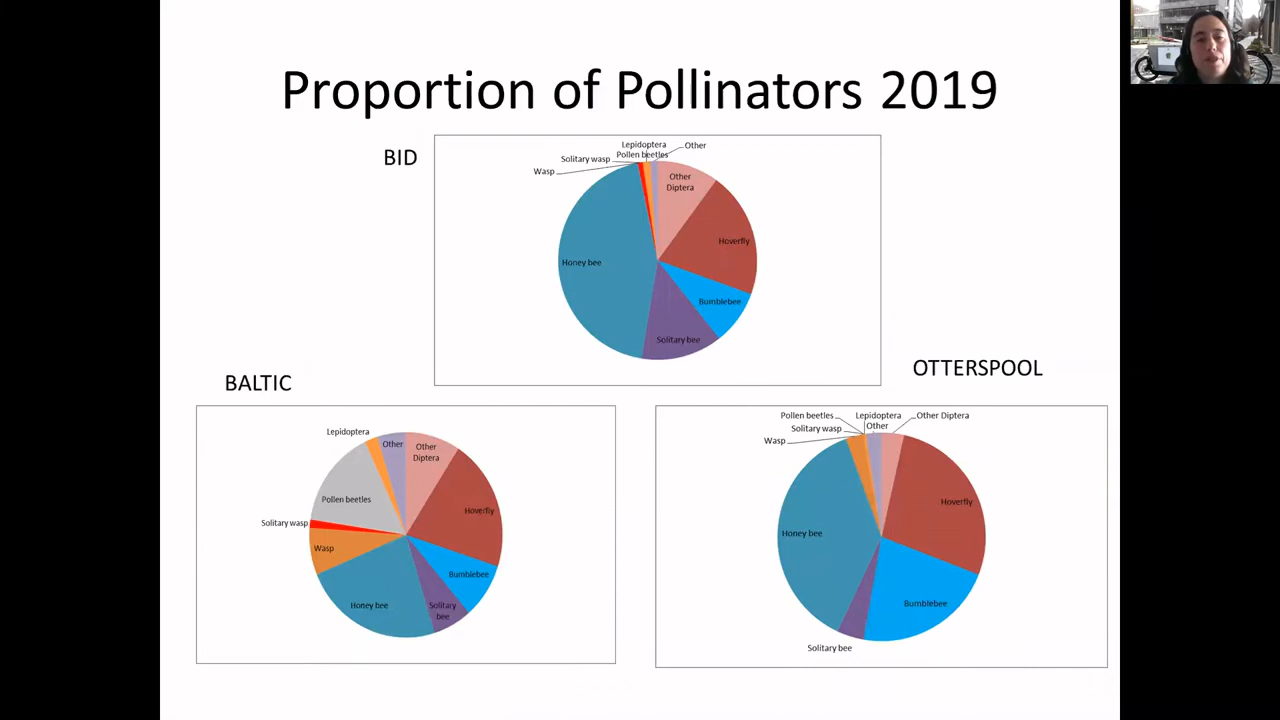 Proportion of Pollinators 2019
BID
Lepidoptera
Other
Pollen beetles
Solitary wasp
Wasp
Other
Diptera
Hoverfly
Honey bee
Bumblebee
Solitary bee
BALTIC
Lepidoptera
Other
Other
Diptera
Pollen beetles
Hoverfly
Solitary wasp
Wasp
Bumblebee
Honey bee
Solitary
bee
OTTERSPOOL
Pollen beetles
Lepidoptera
Other Diptera
Solitary wasp
Other
Wasp
Hoverfly
Honey bee
Bumblebee
Solitary bee